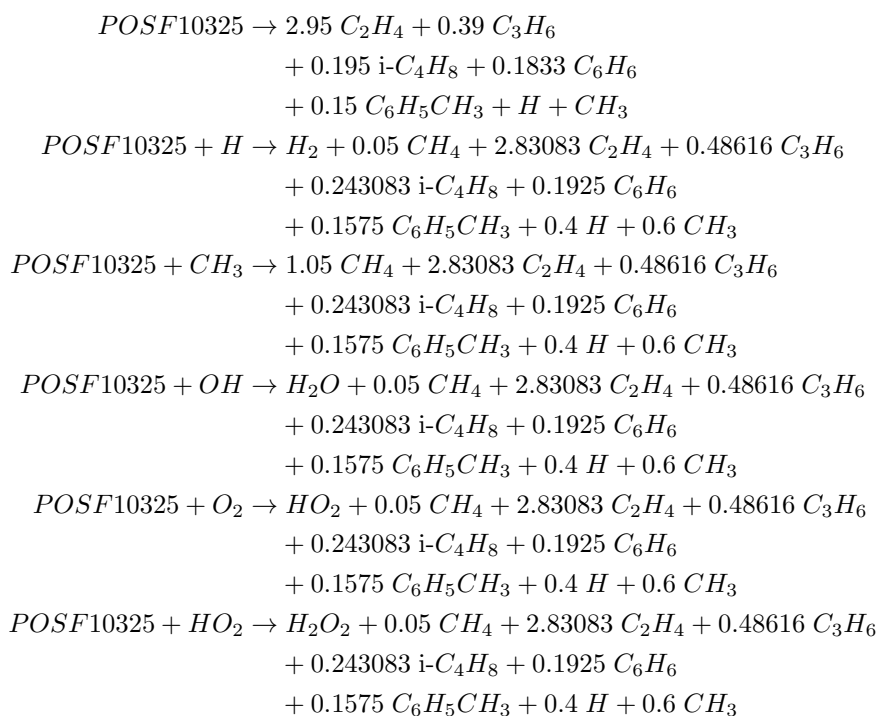 POSF10325 → 2.95 C₂H₄ + 0.39 C₃H₆
+ 0.195 i-C₄H₈ + 0.1833 C₆H₆
+ 0.15 C₆H₅CH₃ + H + CH₃
POSF10325 + H → H₂ + 0.05 CH₄ + 2.83083 C₂H₄ + 0.48616 C₃H₆
+ 0.243083 i-C₄H₈ + 0.1925 C₆H₆
+ 0.1575 C₆H₅CH₃ + 0.4 H + 0.6 CH₃
POSF10325 + CH₃ → 1.05 CH₄ + 2.83083 C₂H₄ + 0.48616 C₃H₆
+ 0.243083 i-C₄H₈ + 0.1925 C₆H₆
+ 0.1575 C₆H₅CH₃ + 0.4 H + 0.6 CH₃
POSF10325 + OH → H₂O + 0.05 CH₄ + 2.83083 C₂H₄ + 0.48616 C₃H₆
+ 0.243083 i-C₄H₈ + 0.1925 C₆H₆
+ 0.1575 C₆H₅CH₃ + 0.4 H + 0.6 CH₃
POSF10325 + O₂ → HO₂ + 0.05 CH₄ + 2.83083 C₂H₄ + 0.48616 C₃H₆
+ 0.243083 i-C₄H₈ + 0.1925 C₆H₆
+ 0.1575 C₆H₅CH₃ + 0.4 H + 0.6 CH₃
POSF10325 + HO₂ → H₂O₂ + 0.05 CH₄ + 2.83083 C₂H₄ + 0.48616 C₃H₆
+ 0.243083 i-C₄H₈ + 0.1925 C₆H₆
+ 0.1575 C₆H₅CH₃ + 0.4 H + 0.6 CH₃